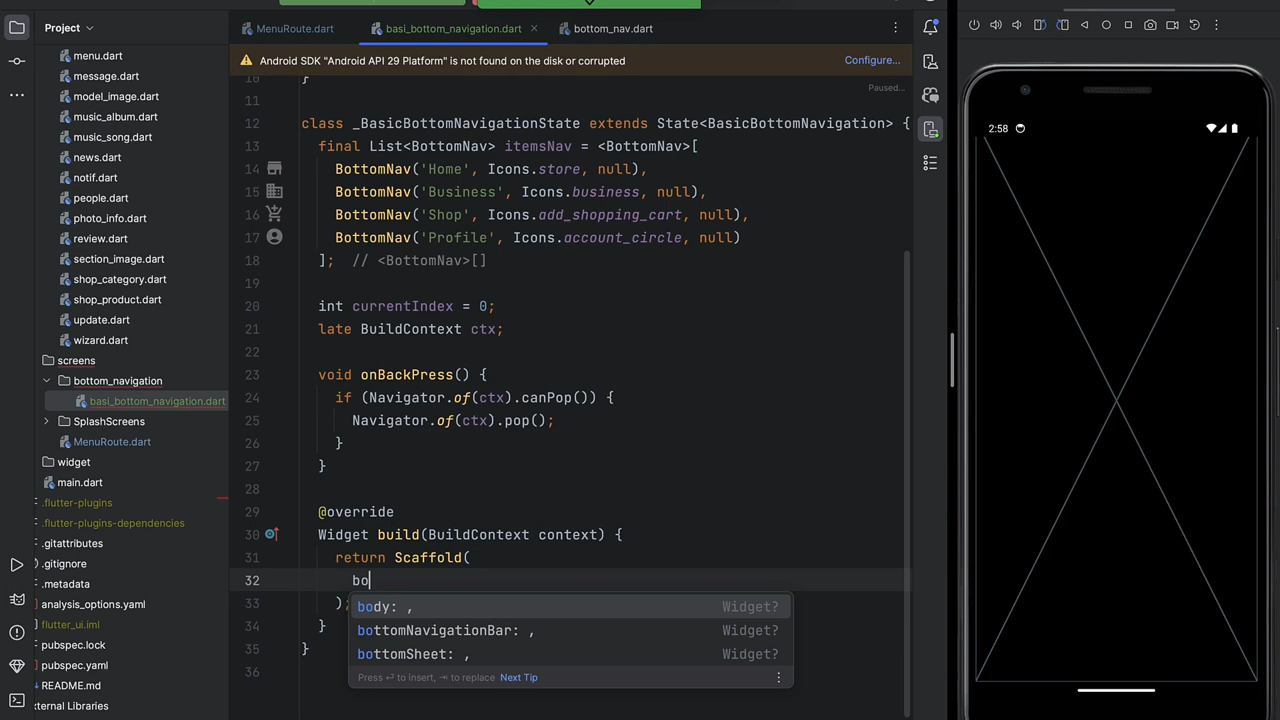 Project
MenuRoute.dart
basi_bottom_navigation.dart
bottom_nav.dart
Android SDK "Android API 29 Platform" is not found on the disk or corrupted
Configure...
Paused...
menu.dart
message.dart
model_image.dart
music_album.dart
music_song.dart
news.dart
notif.dart
people.dart
photo_info.dart
review.dart
section_image.dart
shop_category.dart
shop_product.dart
update.dart
wizard.dart
screens
bottom_navigation
basi_bottom_navigation.dart
SplashScreens
MenuRoute.dart
widget
main.dart
.flutter-plugins
.flutter-plugins-dependencies
.gitattributes
.gitignore
.metadata
analysis_options.yaml
flutter_ui.iml
pubspec.lock
pubspec.yaml
README.md
External Libraries
10 }
11
12 class _BasicBottomNavigationState extends State<BasicBottomNavigation> {
13 final List<BottomNav> itemsNav = <BottomNav>[
14 BottomNav('Home', Icons.store, null),
15 BottomNav('Business', Icons.business, null),
16 BottomNav('Shop', Icons.add_shopping_cart, null),
17 BottomNav('Profile', Icons.account_circle, null)
18 ]; // <BottomNav>[]
19
20 int currentIndex = 0;
21 late BuildContext ctx;
22
23 void onBackPress() {
24 if (Navigator.of(ctx).canPop()) {
25 Navigator.of(ctx).pop();
26 }
27 }
28
29 @override
30 Widget build(BuildContext context) {
31 return Scaffold(
32 bo
33 );
34 }
35 }
36
body: , Widget?
bottomNavigationBar: , Widget?
bottomSheet: , Widget?
Press ⏎ to insert, ⇥ to replace Next Tip
2:58